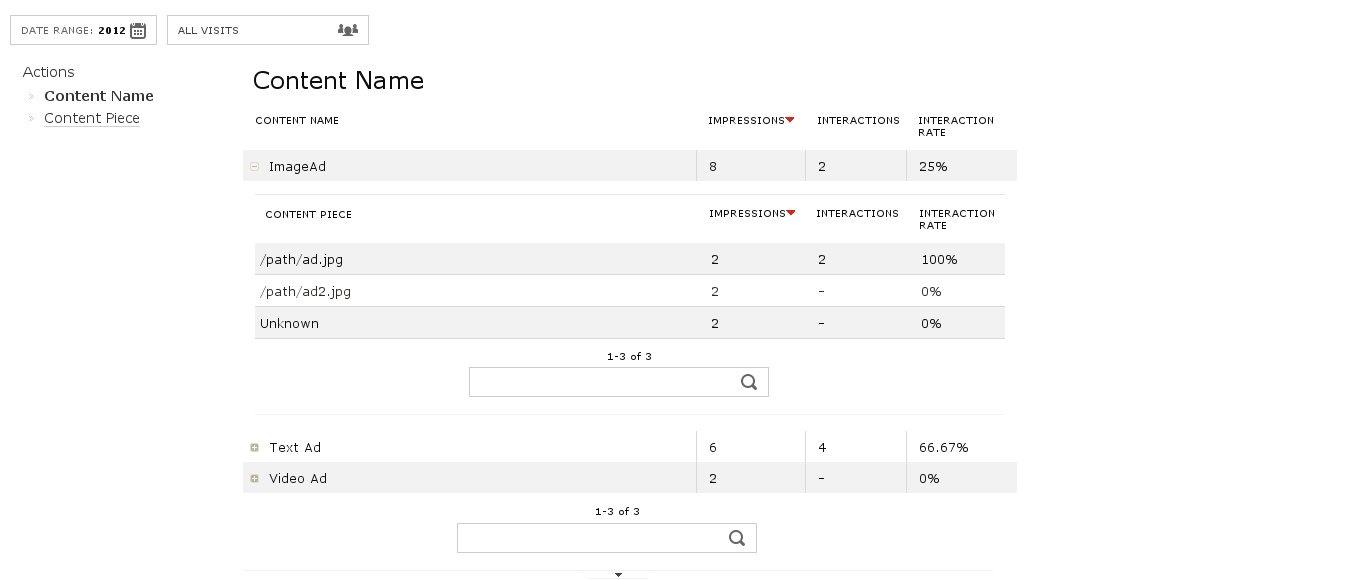 DATE RANGE: 2012
ALL VISITS
Actions
Content Name
Content Piece
Content Name
CONTENT NAME IMPRESSIONS INTERACTIONS INTERACTION RATE
ImageAd 8 2 25%
CONTENT PIECE IMPRESSIONS INTERACTIONS INTERACTION RATE
/path/ad.jpg 2 2 100%
/path/ad2.jpg 2 - 0%
Unknown 2 - 0%
1-3 of 3
Text Ad 6 4 66.67%
Video Ad 2 - 0%
1-3 of 3